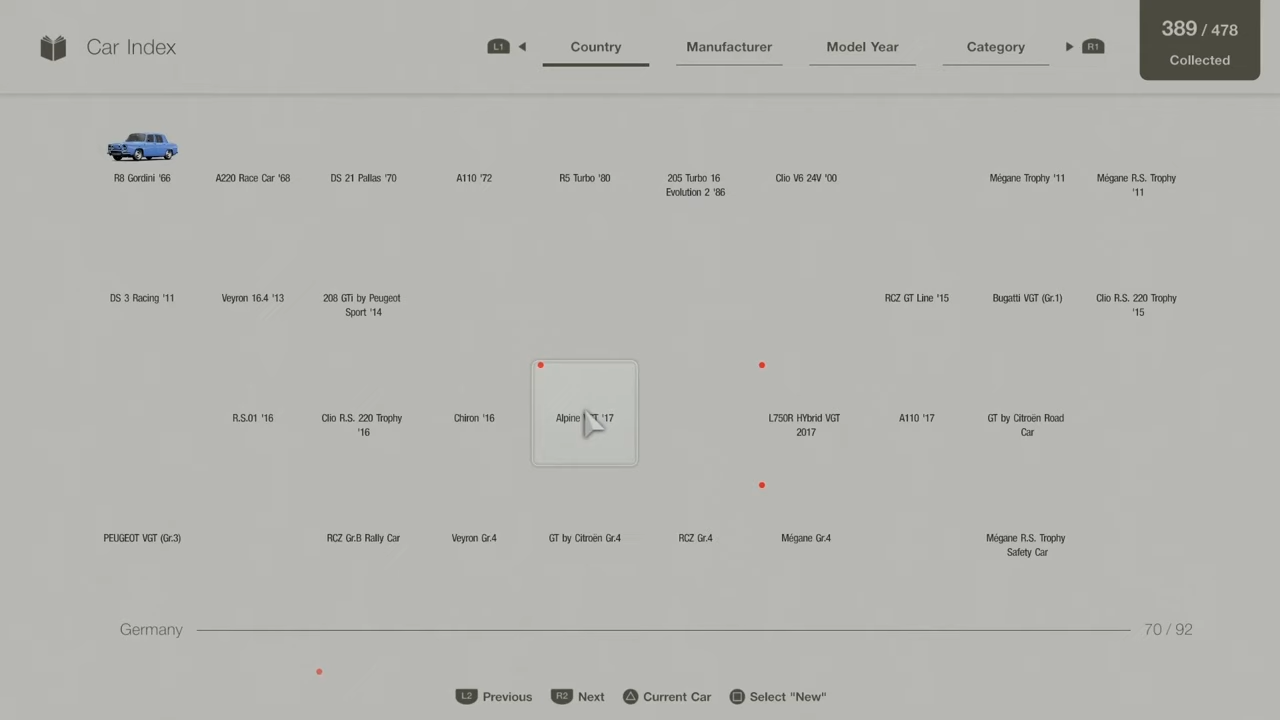 Car Index
L1
Country
Manufacturer
Model Year
Category
R1
389 / 478
Collected
R8 Gordini '66
A220 Race Car '68
DS 21 Pallas '70
A110 '72
R5 Turbo '80
205 Turbo 16
Evolution 2 '86
Clio V6 24V '00
Mégane Trophy '11
Mégane R.S. Trophy
'11
DS 3 Racing '11
Veyron 16.4 '13
208 GTi by Peugeot
Sport '14
RCZ GT Line '15
Bugatti VGT (Gr.1)
Clio R.S. 220 Trophy
'15
R.S.01 '16
Clio R.S. 220 Trophy
'16
Chiron '16
Alpine '17
L750R HYbrid VGT
2017
A110 '17
GT by Citroën Road
Car
PEUGEOT VGT (Gr.3)
RCZ Gr.B Rally Car
Veyron Gr.4
GT by Citroën Gr.4
RCZ Gr.4
Mégane Gr.4
Mégane R.S. Trophy
Safety Car
Germany
70 / 92
L2 Previous
R2 Next
Current Car
Select "New"